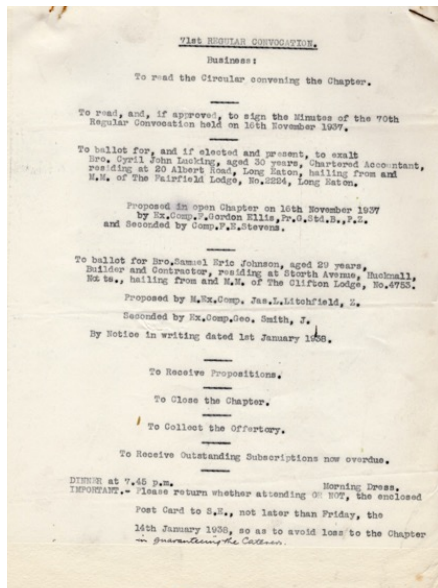 71st REGULAR CONVOCATION.
Business:
To read the Circular convening the Chapter.
To read, and, if approved, to sign the Minutes of the 70th
Regular Convocation held on 16th November 1937.
To ballot for, and if elected and present, to exalt
Bro. Cyril John Lucking, aged 30 years, Chartered Accountant,
residing at 20 Albert Road, Long Eaton, hailing from and
M.M. of The Fairfield Lodge, No.2224, Long Eaton.
Proposed in open Chapter on 16th November 1937
by Ex.Comp.F.Gordon Ellis,Pr.G.Std.B.,P.Z.
and Seconded by Comp.F.E.Stevens.
To ballot for Bro.Samuel Eric Johnson, aged 29 years,
Builder and Contractor, residing at Storth Avenue, Hucknall,
Notts., hailing from and M.M. of The Clifton Lodge, No.4753.
Proposed by M.Ex.Comp. Jas.L.Litchfield, Z.
Seconded by Ex.Comp.Geo. Smith, J.
By Notice in writing dated 1st January 1938.
To Receive Propositions.
To Close the Chapter.
To Collect the Offertory.
To Receive Outstanding Subscriptions now overdue.
DINNER at 7.45 p.m. Morning Dress.
IMPORTANT.- Please return whether attending OR NOT, the enclosed
Post Card to S.E., not later than Friday, the
14th January 1938, so as to avoid loss to the Chapter
in guaranteeing the Caterer.